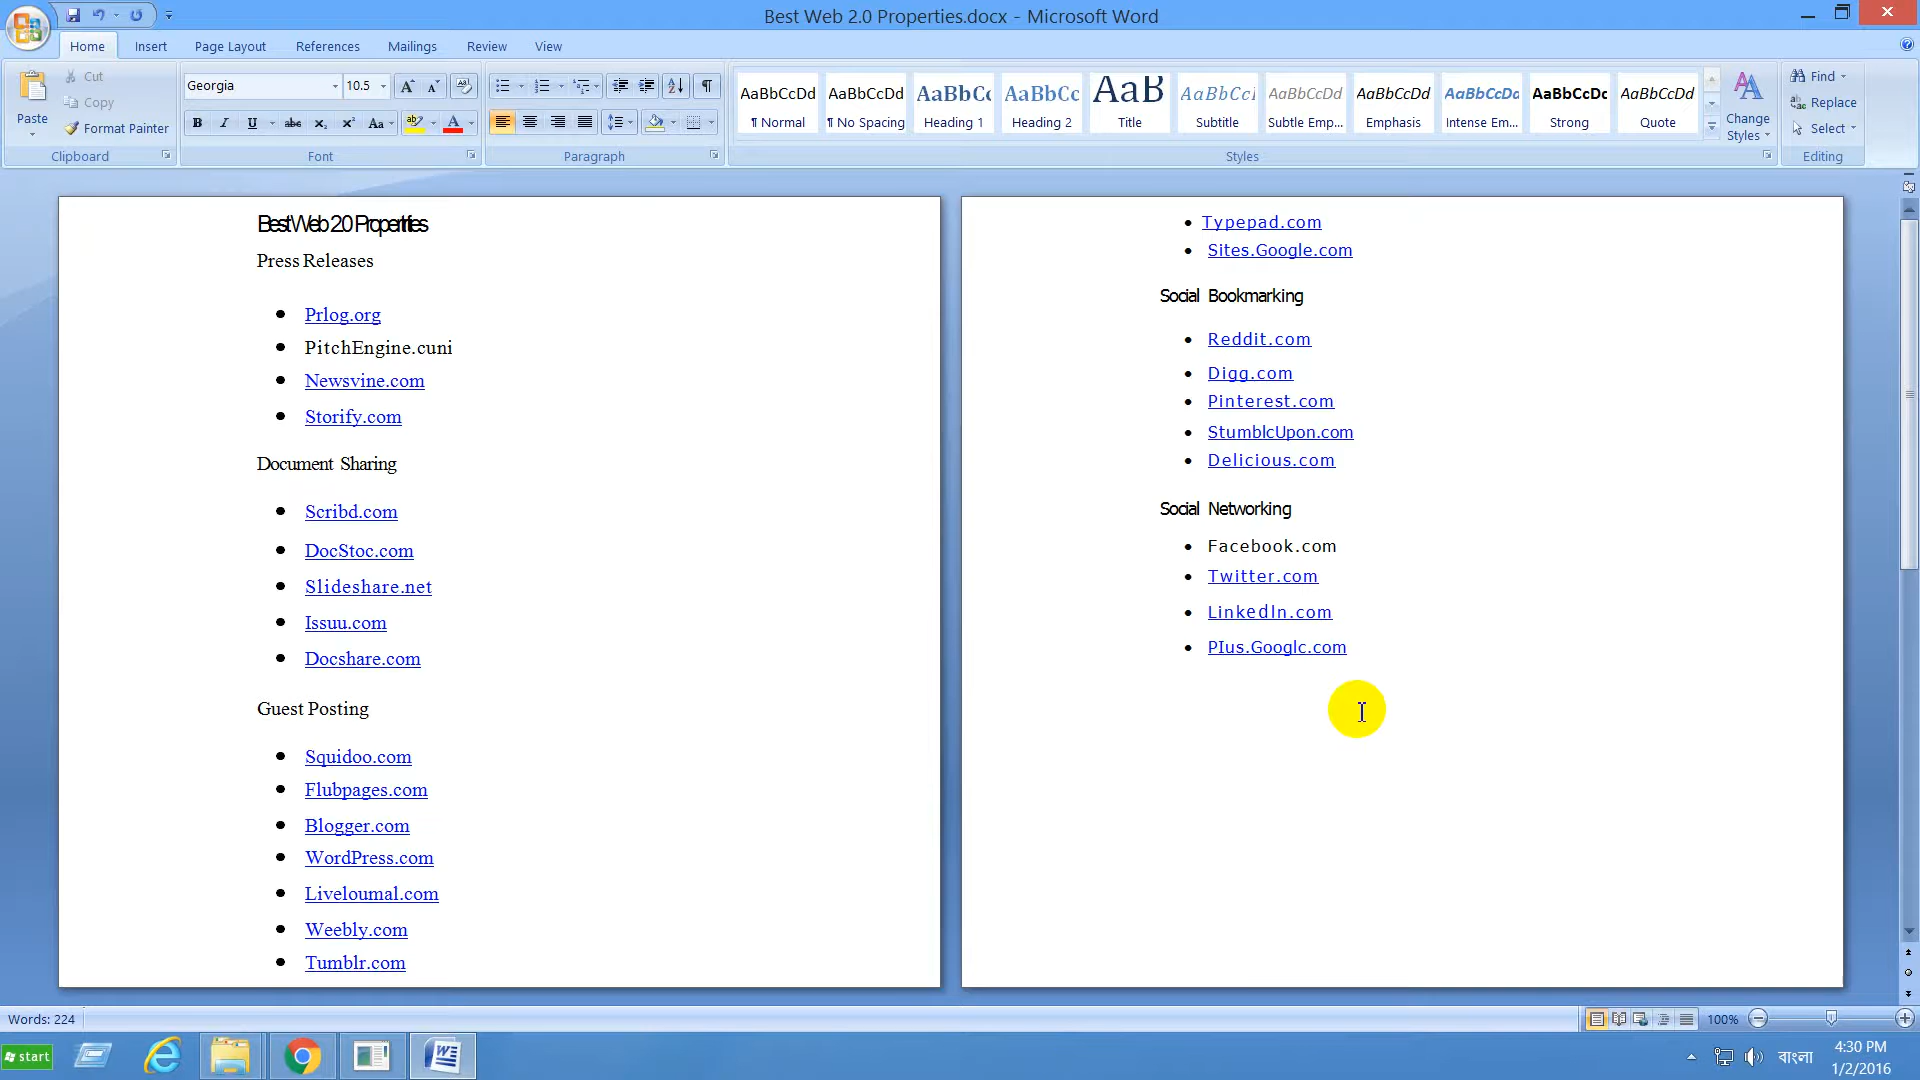 Best Web 2.0 Properties.docx - Microsoft Word
Home Insert Page Layout References Mailings Review View
Paste
Cut
Copy
Format Painter
Clipboard
Georgia 10.5
Font
Paragraph
AaBbCcDd AaBbCcDd AaBbCc AaBbCc AaB AaBbCcI AaBbCcDd AaBbCcDd AaBbCcDd AaBbCcDd AaBbCcDd
¶ Normal ¶ No Spacing Heading 1 Heading 2 Title Subtitle Subtle Emp... Emphasis Intense Em... Strong Quote
Styles
Change Styles
Find
Replace
Select
Editing
Best Web 2.0 Properties
Press Releases
• Prlog.org
• PitchEngine.cuni
• Newsvine.com
• Storify.com
Document Sharing
• Scribd.com
• DocStoc.com
• Slideshare.net
• Issuu.com
• Docshare.com
Guest Posting
• Squidoo.com
• Flubpages.com
• Blogger.com
• WordPress.com
• Liveloumal.com
• Weebly.com
• Tumblr.com
• Typepad.com
• Sites.Google.com
Social Bookmarking
• Reddit.com
• Digg.com
• Pinterest.com
• StumblcUpon.com
• Delicious.com
Social Networking
• Facebook.com
• Twitter.com
• LinkedIn.com
• PIus.Googlc.com
Words: 224
100%
start
বাংলা
4:30 PM
1/2/2016